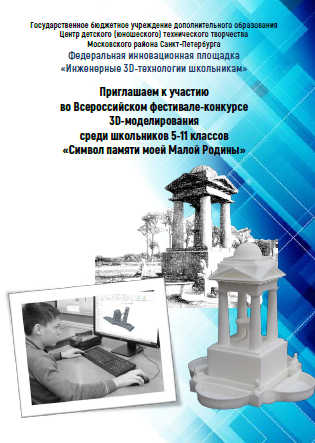 Государственное бюджетное учреждение дополнительного образования
Центр детского (юношеского) технического творчества
Московского района Санкт-Петербурга
Федеральная инновационная площадка
«Инженерные 3D-технологии школьникам»
Приглашаем к участию
во Всероссийском фестивале-конкурсе
3D-моделирования
среди школьников 5-11 классов
«Символ памяти моей Малой Родины»